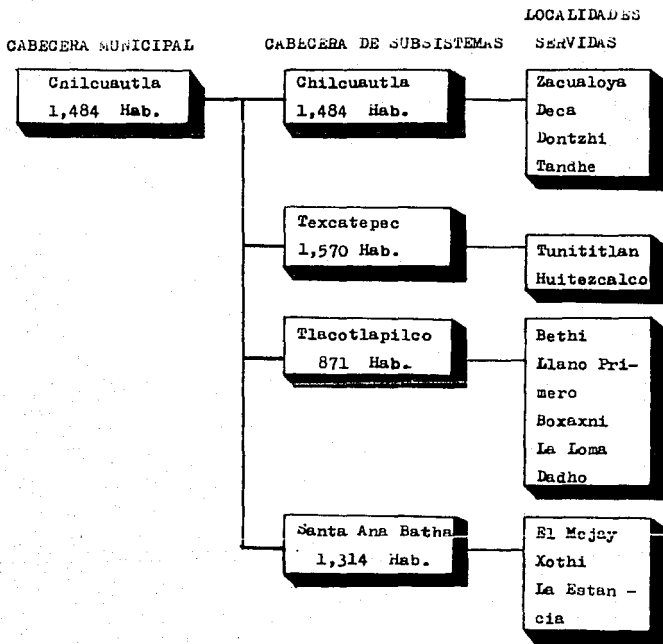 LOCALIDADES
CABECERA MUNICIPAL CABECERA DE SUBSISTEMAS SERVIDAS
Chilcuautla
1,484 Hab.
Chilcuautla
1,484 Hab.
Zacualoya
Deca
Dontzhi
Tandhe
Texcatepec
1,570 Hab.
Tunititlan
Huitezcalco
Tlacotlapilco
871 Hab.
Bethi
Llano Pri-
mero
Boxaxni
La Loma
Dadho
Santa Ana Batha
1,314 Hab.
El Mejay
Xothi
La Estan -
cia